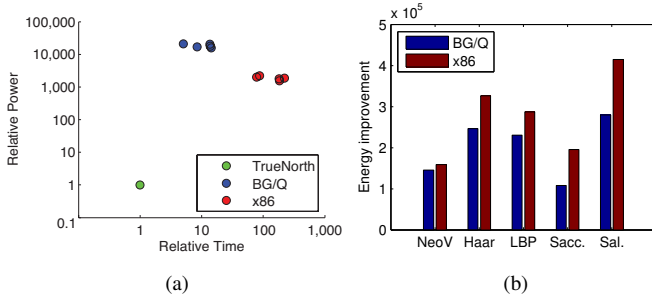 100,000
10,000
1,000
100
10
1
0.1
Relative Power
TrueNorth
BG/Q
x86
1
10
100
1,000
Relative Time
(a)
x 10⁵
5
4
3
2
1
0
Energy improvement
BG/Q
x86
NeoV Haar LBP Sacc. Sal.
(b)